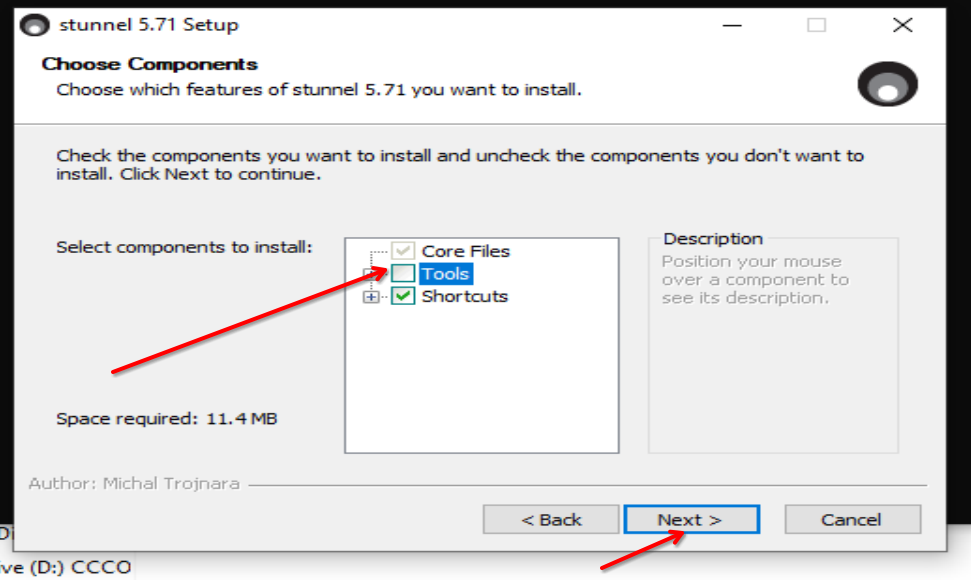 stunnel 5.71 Setup
Choose Components
Choose which features of stunnel 5.71 you want to install.
Check the components you want to install and uncheck the components you don't want to
install. Click Next to continue.
Select components to install:
Core Files
Tools
Shortcuts
Description
Position your mouse
over a component to
see its description.
Space required: 11.4 MB
Author: Michal Trojnara
< Back
Next >
Cancel
(D:) CCCO